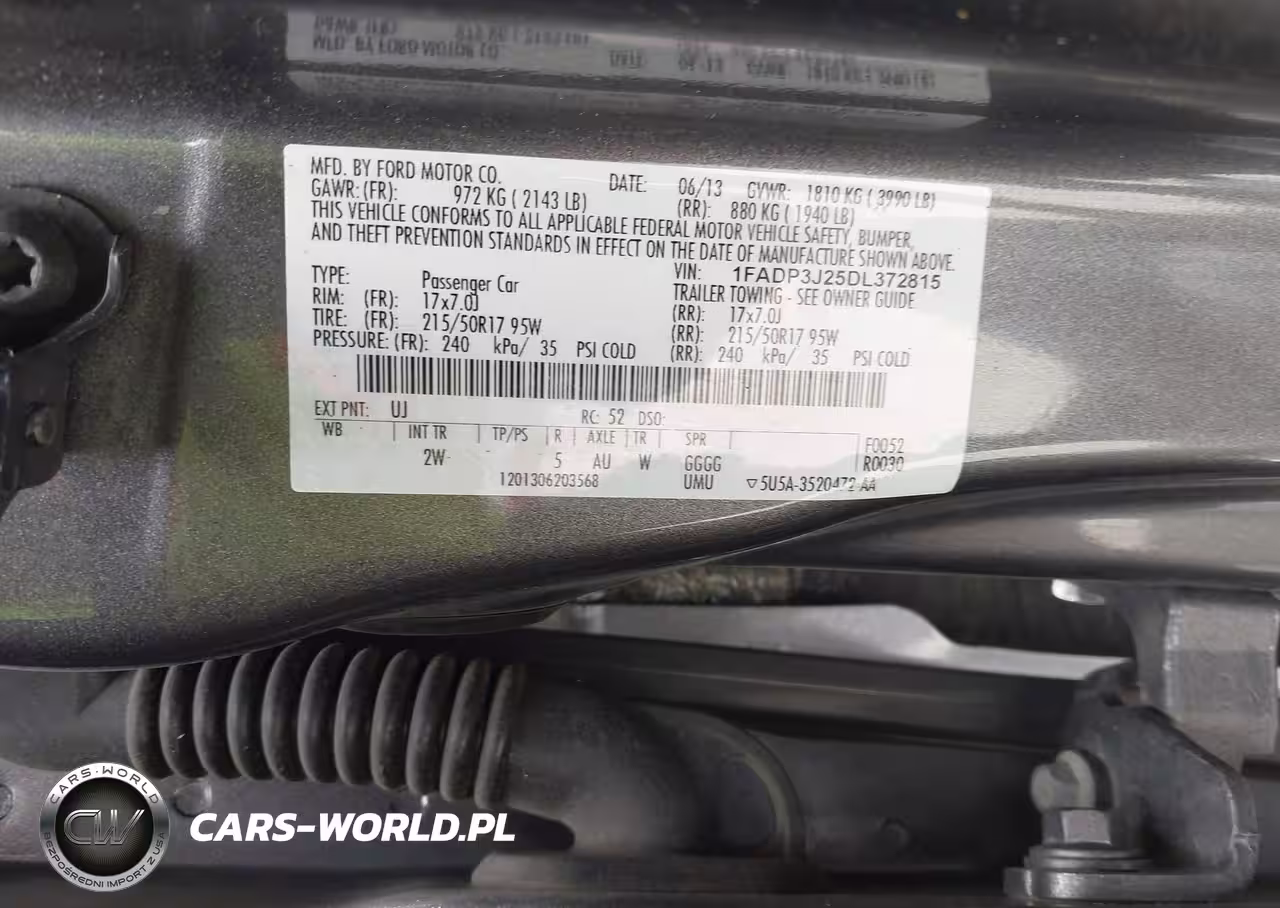 MFD. BY FORD MOTOR CO. DATE: 06/13 GVWR: 1810 KG ( 3990 LB)
GAWR: (FR): 972 KG ( 2143 LB) (RR): 880 KG ( 1940 LB)
THIS VEHICLE CONFORMS TO ALL APPLICABLE FEDERAL MOTOR VEHICLE SAFETY, BUMPER,
AND THEFT PREVENTION STANDARDS IN EFFECT ON THE DATE OF MANUFACTURE SHOWN ABOVE.
VIN: 1FADP3J25DL372815
TYPE: Passenger Car TRAILER TOWING - SEE OWNER GUIDE
RIM: (FR): 17x7.0J (RR): 17x7.0J
TIRE: (FR): 215/50R17 95W (RR): 215/50R17 95W
PRESSURE: (FR): 240 kPa/ 35 PSI COLD (RR): 240 kPa/ 35 PSI COLD
EXT PNT: UJ RC: 52 DSO:
WB INT TR TP/PS R AXLE TR SPR F0052
2W 5 AU W GGGG R0030
1201306203568 UMU ▽5U5A-3520472-AA
CARS-WORLD
CW
BEZPOŚREDNI IMPORT Z USA
CARS-WORLD.PL